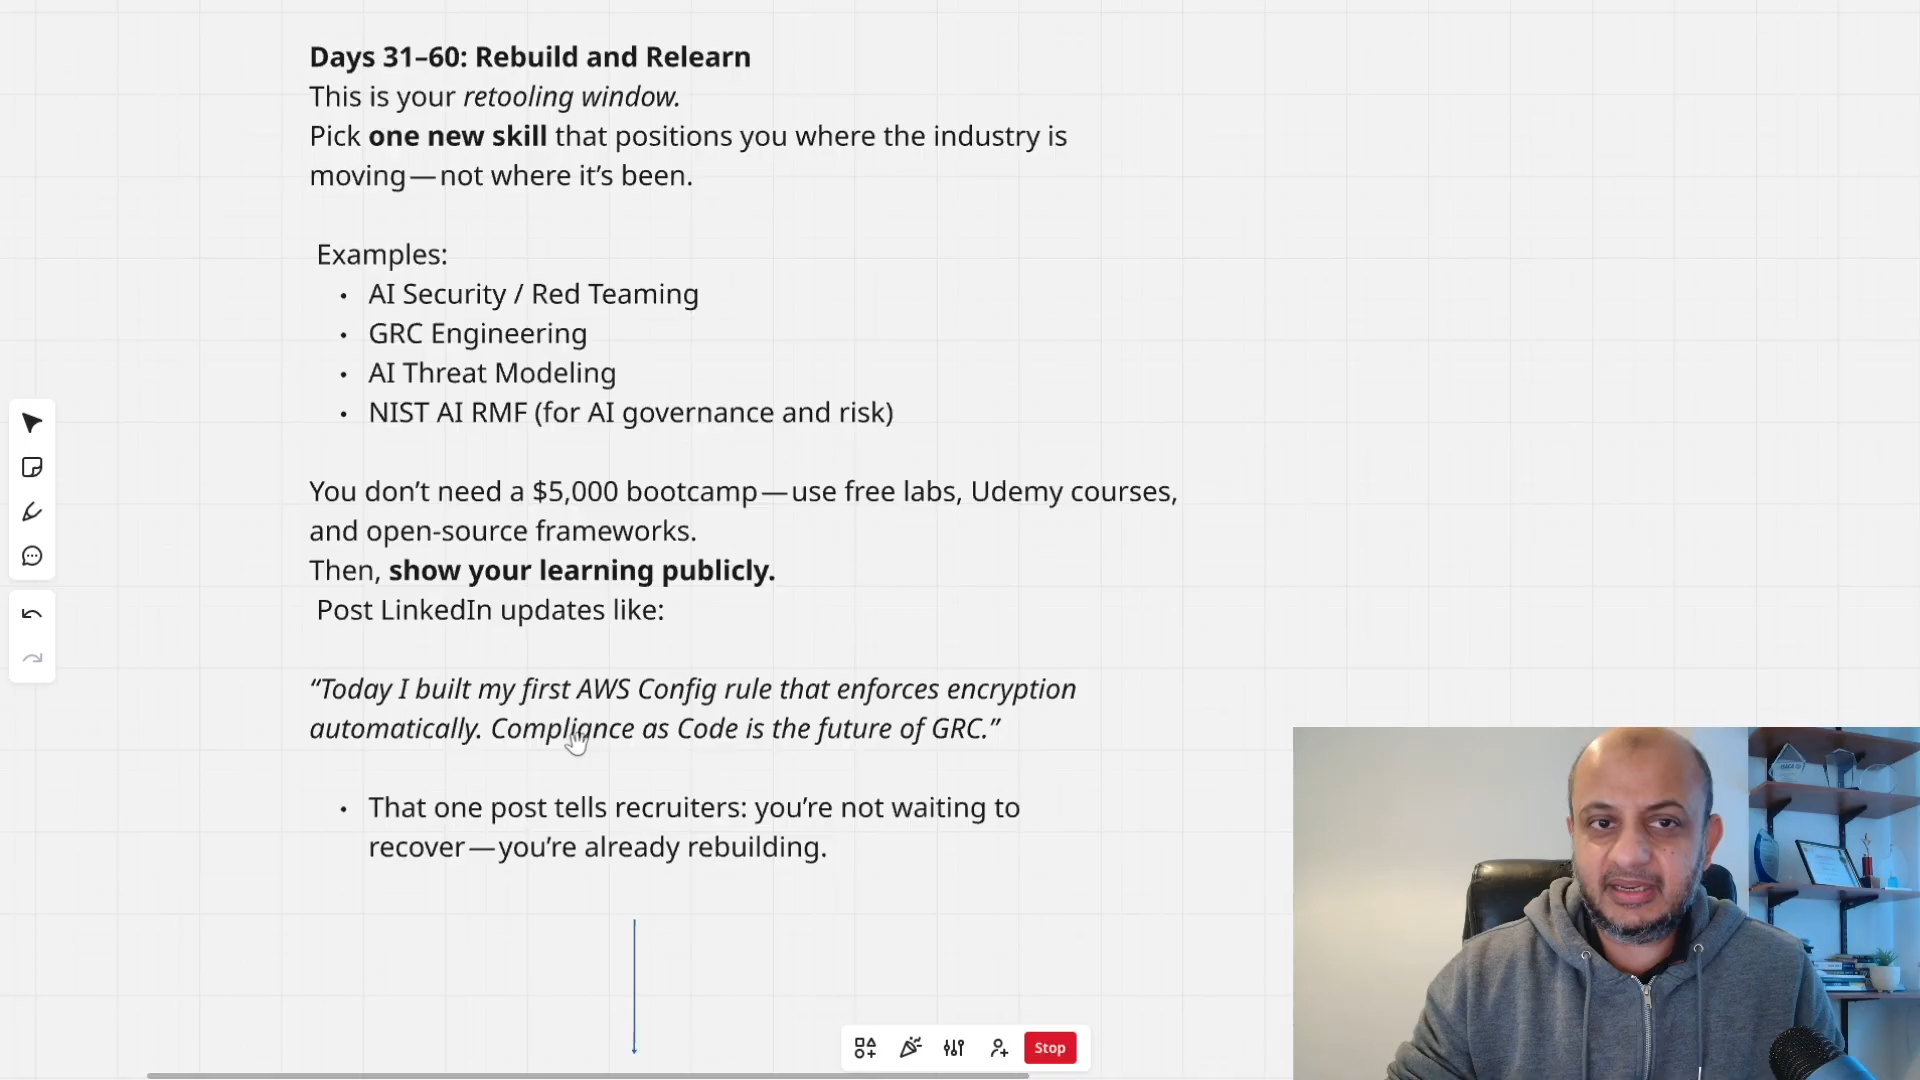 Days 31–60: Rebuild and Relearn
This is your retooling window.
Pick one new skill that positions you where the industry is
moving—not where it’s been.
Examples:
• AI Security / Red Teaming
• GRC Engineering
• AI Threat Modeling
• NIST AI RMF (for AI governance and risk)
You don’t need a $5,000 bootcamp—use free labs, Udemy courses,
and open-source frameworks.
Then, show your learning publicly.
Post LinkedIn updates like:
“Today I built my first AWS Config rule that enforces encryption
automatically. Compliance as Code is the future of GRC.”
• That one post tells recruiters: you’re not waiting to
recover—you’re already rebuilding.
Stop